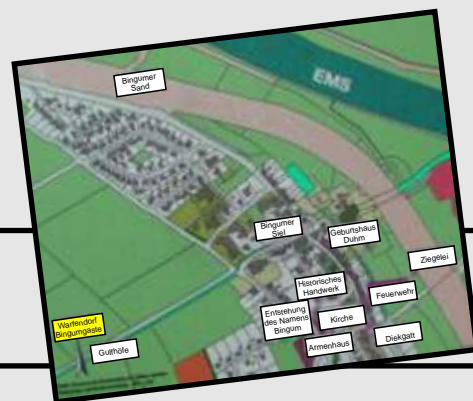 EMS
Bingumer
Sand
Bingumer
Siel
Geburtshaus
Duhm
Ziegelei
Historisches
Handwerk
Feuerwehr
Entstehung
des Namens
Bingum
Kirche
Diekgatt
Armenhaus
Warfendorf
Bingumgaste
Gulthöfe